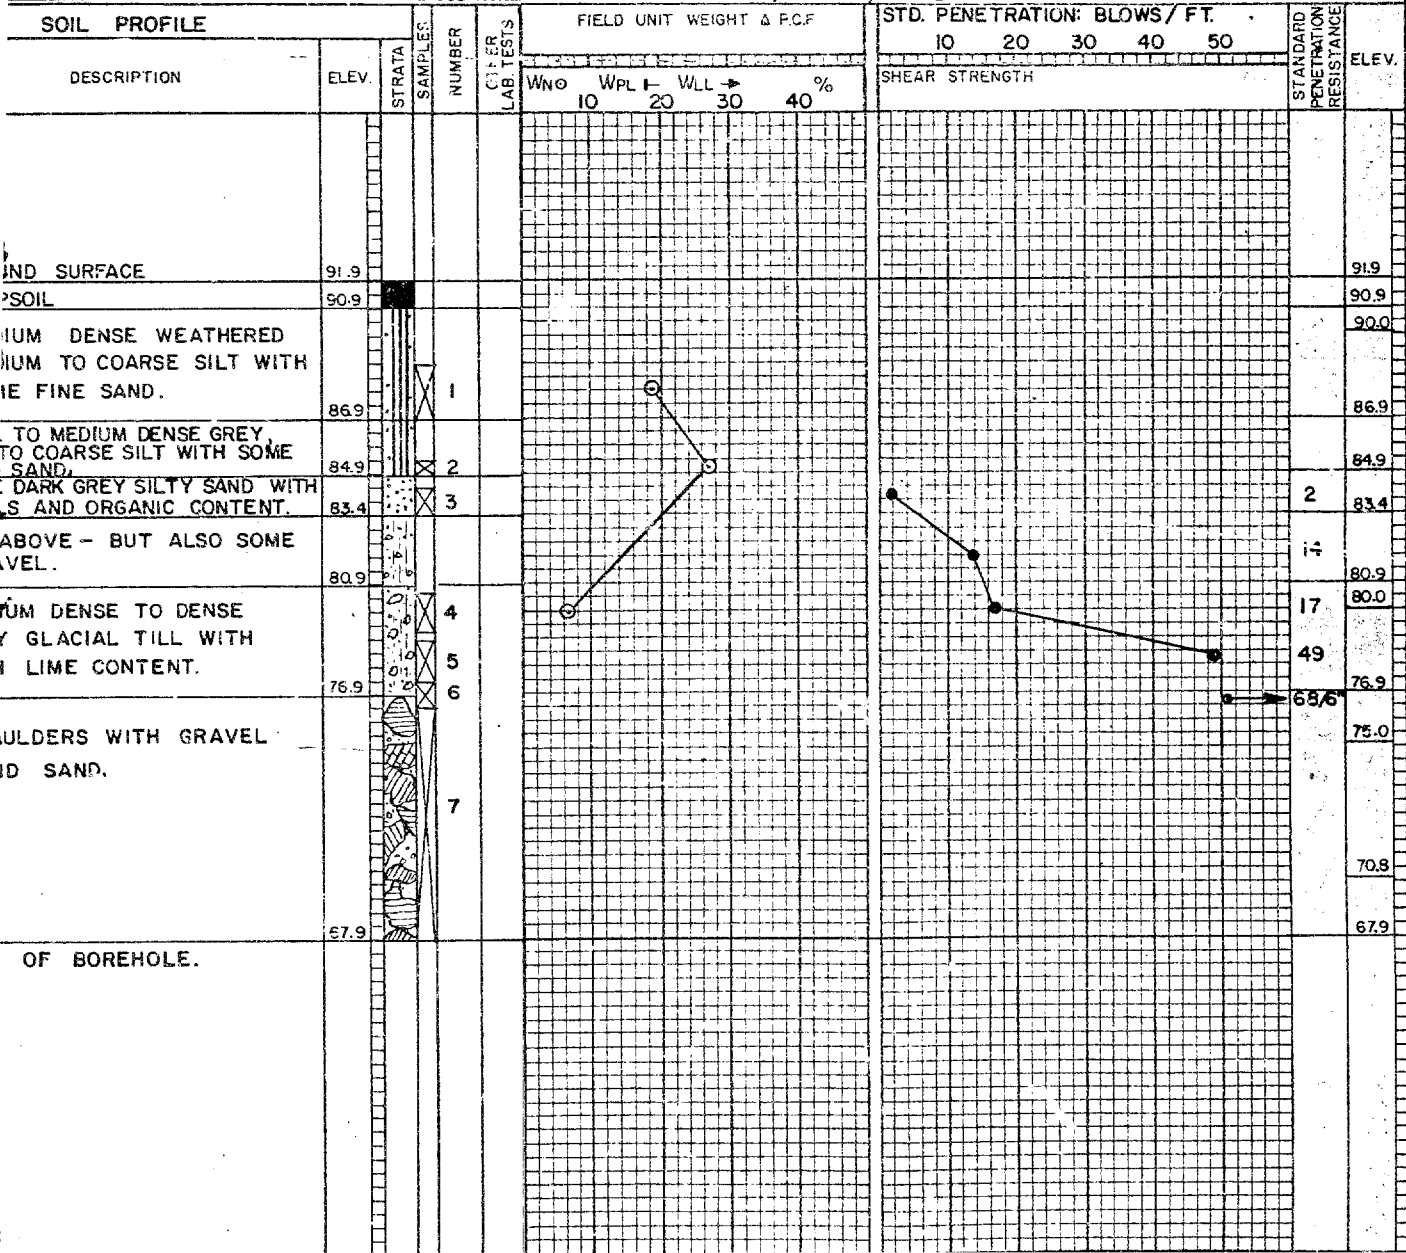 SOIL PROFILE
DESCRIPTION
ELEV.
STRATA
SAMPLES
NUMBER
LAB. TESTS
FIELD UNIT WEIGHT Δ P.C.F
WN⊙ WPL ⊢ WLL → %
10 20 30 40
STD. PENETRATION: BLOWS / FT.
10 20 30 40 50
SHEAR STRENGTH
STANDARD
PENETRATION
RESISTANCE
ELEV.
SURFACE
91.9
91.9
PSOIL
90.9
90.9
90.0
IUM DENSE WEATHERED
IUM TO COARSE SILT WITH
E FINE SAND.
1
86.9
86.9
TO MEDIUM DENSE GREY,
TO COARSE SILT WITH SOME
SAND.
84.9
2
84.9
DARK GREY SILTY SAND WITH
LS AND ORGANIC CONTENT.
83.4
3
2
83.4
ABOVE - BUT ALSO SOME
AVEL.
14
80.9
80.9
80.0
UM DENSE TO DENSE
Y GLACIAL TILL WITH
LIME CONTENT.
4
17
5
49
76.9
6
76.9
68/6"
ULDERS WITH GRAVEL
ND SAND.
75.0
7
70.8
67.9
67.9
OF BOREHOLE.